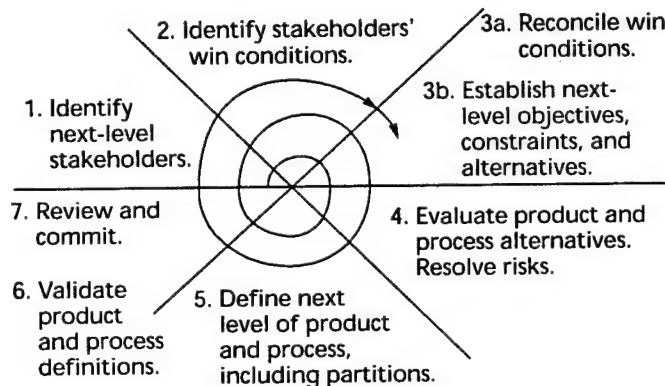 2. Identify stakeholders'
win conditions.
3a. Reconcile win
conditions.
3b. Establish next-
level objectives,
constraints, and
alternatives.
1. Identify
next-level
stakeholders.
7. Review and
commit.
4. Evaluate product and
process alternatives.
Resolve risks.
6. Validate
product
and process
definitions.
5. Define next
level of product
and process,
including partitions.